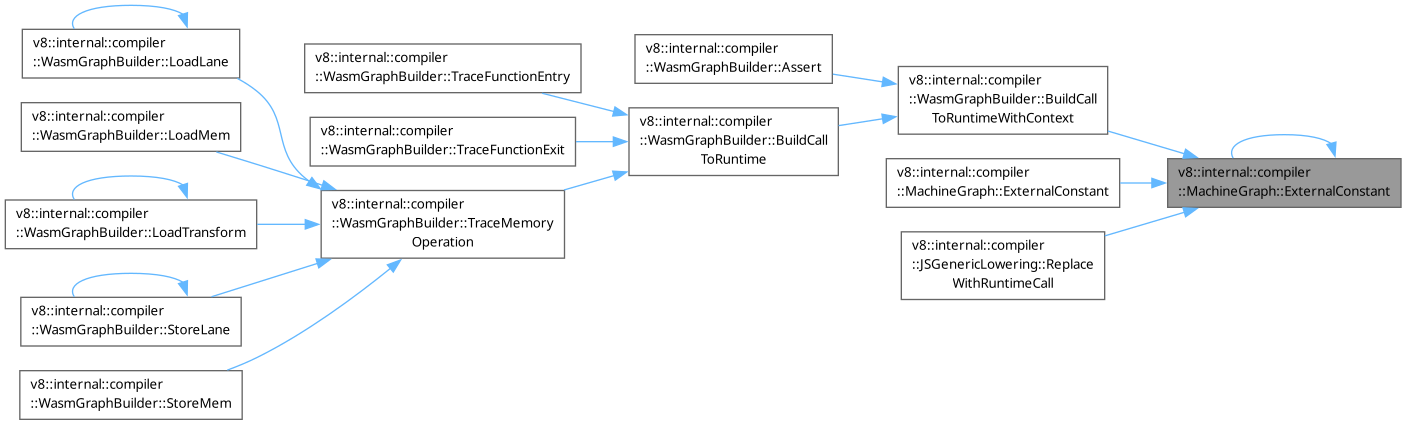 v8::internal::compiler
::WasmGraphBuilder::LoadLane
v8::internal::compiler
::WasmGraphBuilder::LoadMem
v8::internal::compiler
::WasmGraphBuilder::LoadTransform
v8::internal::compiler
::WasmGraphBuilder::StoreLane
v8::internal::compiler
::WasmGraphBuilder::StoreMem
v8::internal::compiler
::WasmGraphBuilder::TraceFunctionEntry
v8::internal::compiler
::WasmGraphBuilder::TraceFunctionExit
v8::internal::compiler
::WasmGraphBuilder::TraceMemory
Operation
v8::internal::compiler
::WasmGraphBuilder::Assert
v8::internal::compiler
::WasmGraphBuilder::BuildCall
ToRuntime
v8::internal::compiler
::WasmGraphBuilder::BuildCall
ToRuntimeWithContext
v8::internal::compiler
::MachineGraph::ExternalConstant
v8::internal::compiler
::JSGenericLowering::Replace
WithRuntimeCall
v8::internal::compiler
::MachineGraph::ExternalConstant